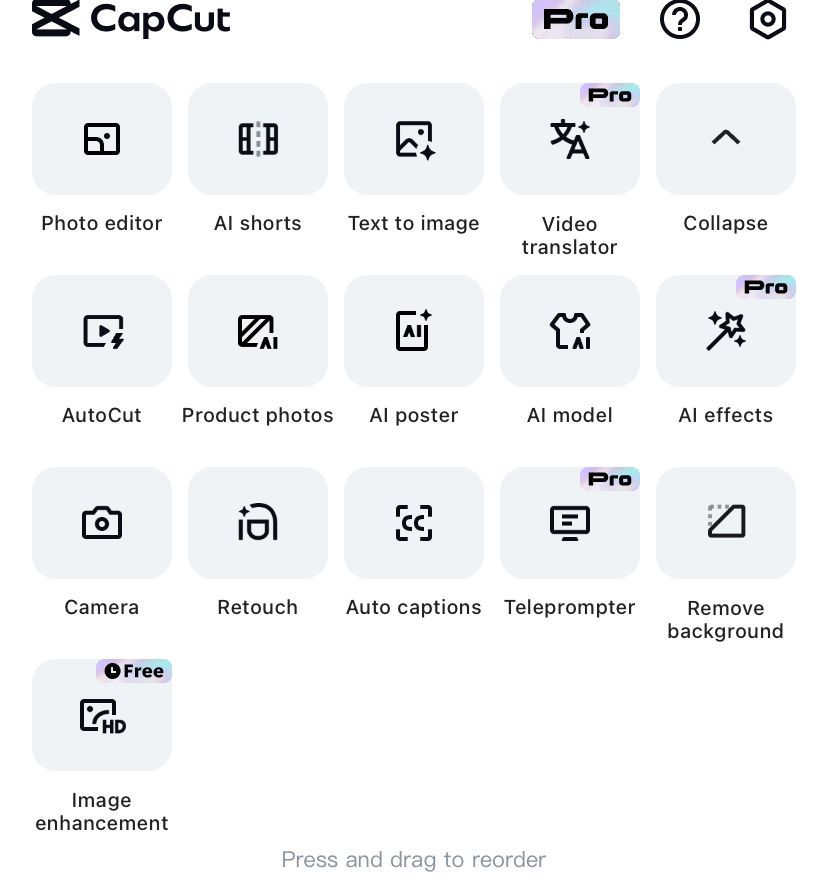 CapCut
Pro
Pro
Photo editor
AI shorts
Text to image
Video
translator
Collapse
Pro
AI
AI
AI
AutoCut
Product photos
AI poster
AI model
AI effects
Pro
CC
Camera
Retouch
Auto captions
Teleprompter
Remove
background
Free
HD
Image
enhancement
Press and drag to reorder